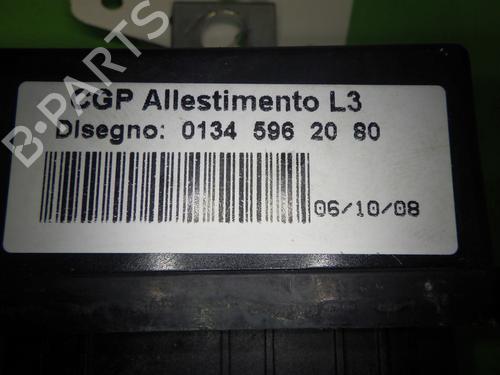 CGP Allestimento L3
Disegno: 0134 596 20 80
06/10/08
B-PARTS